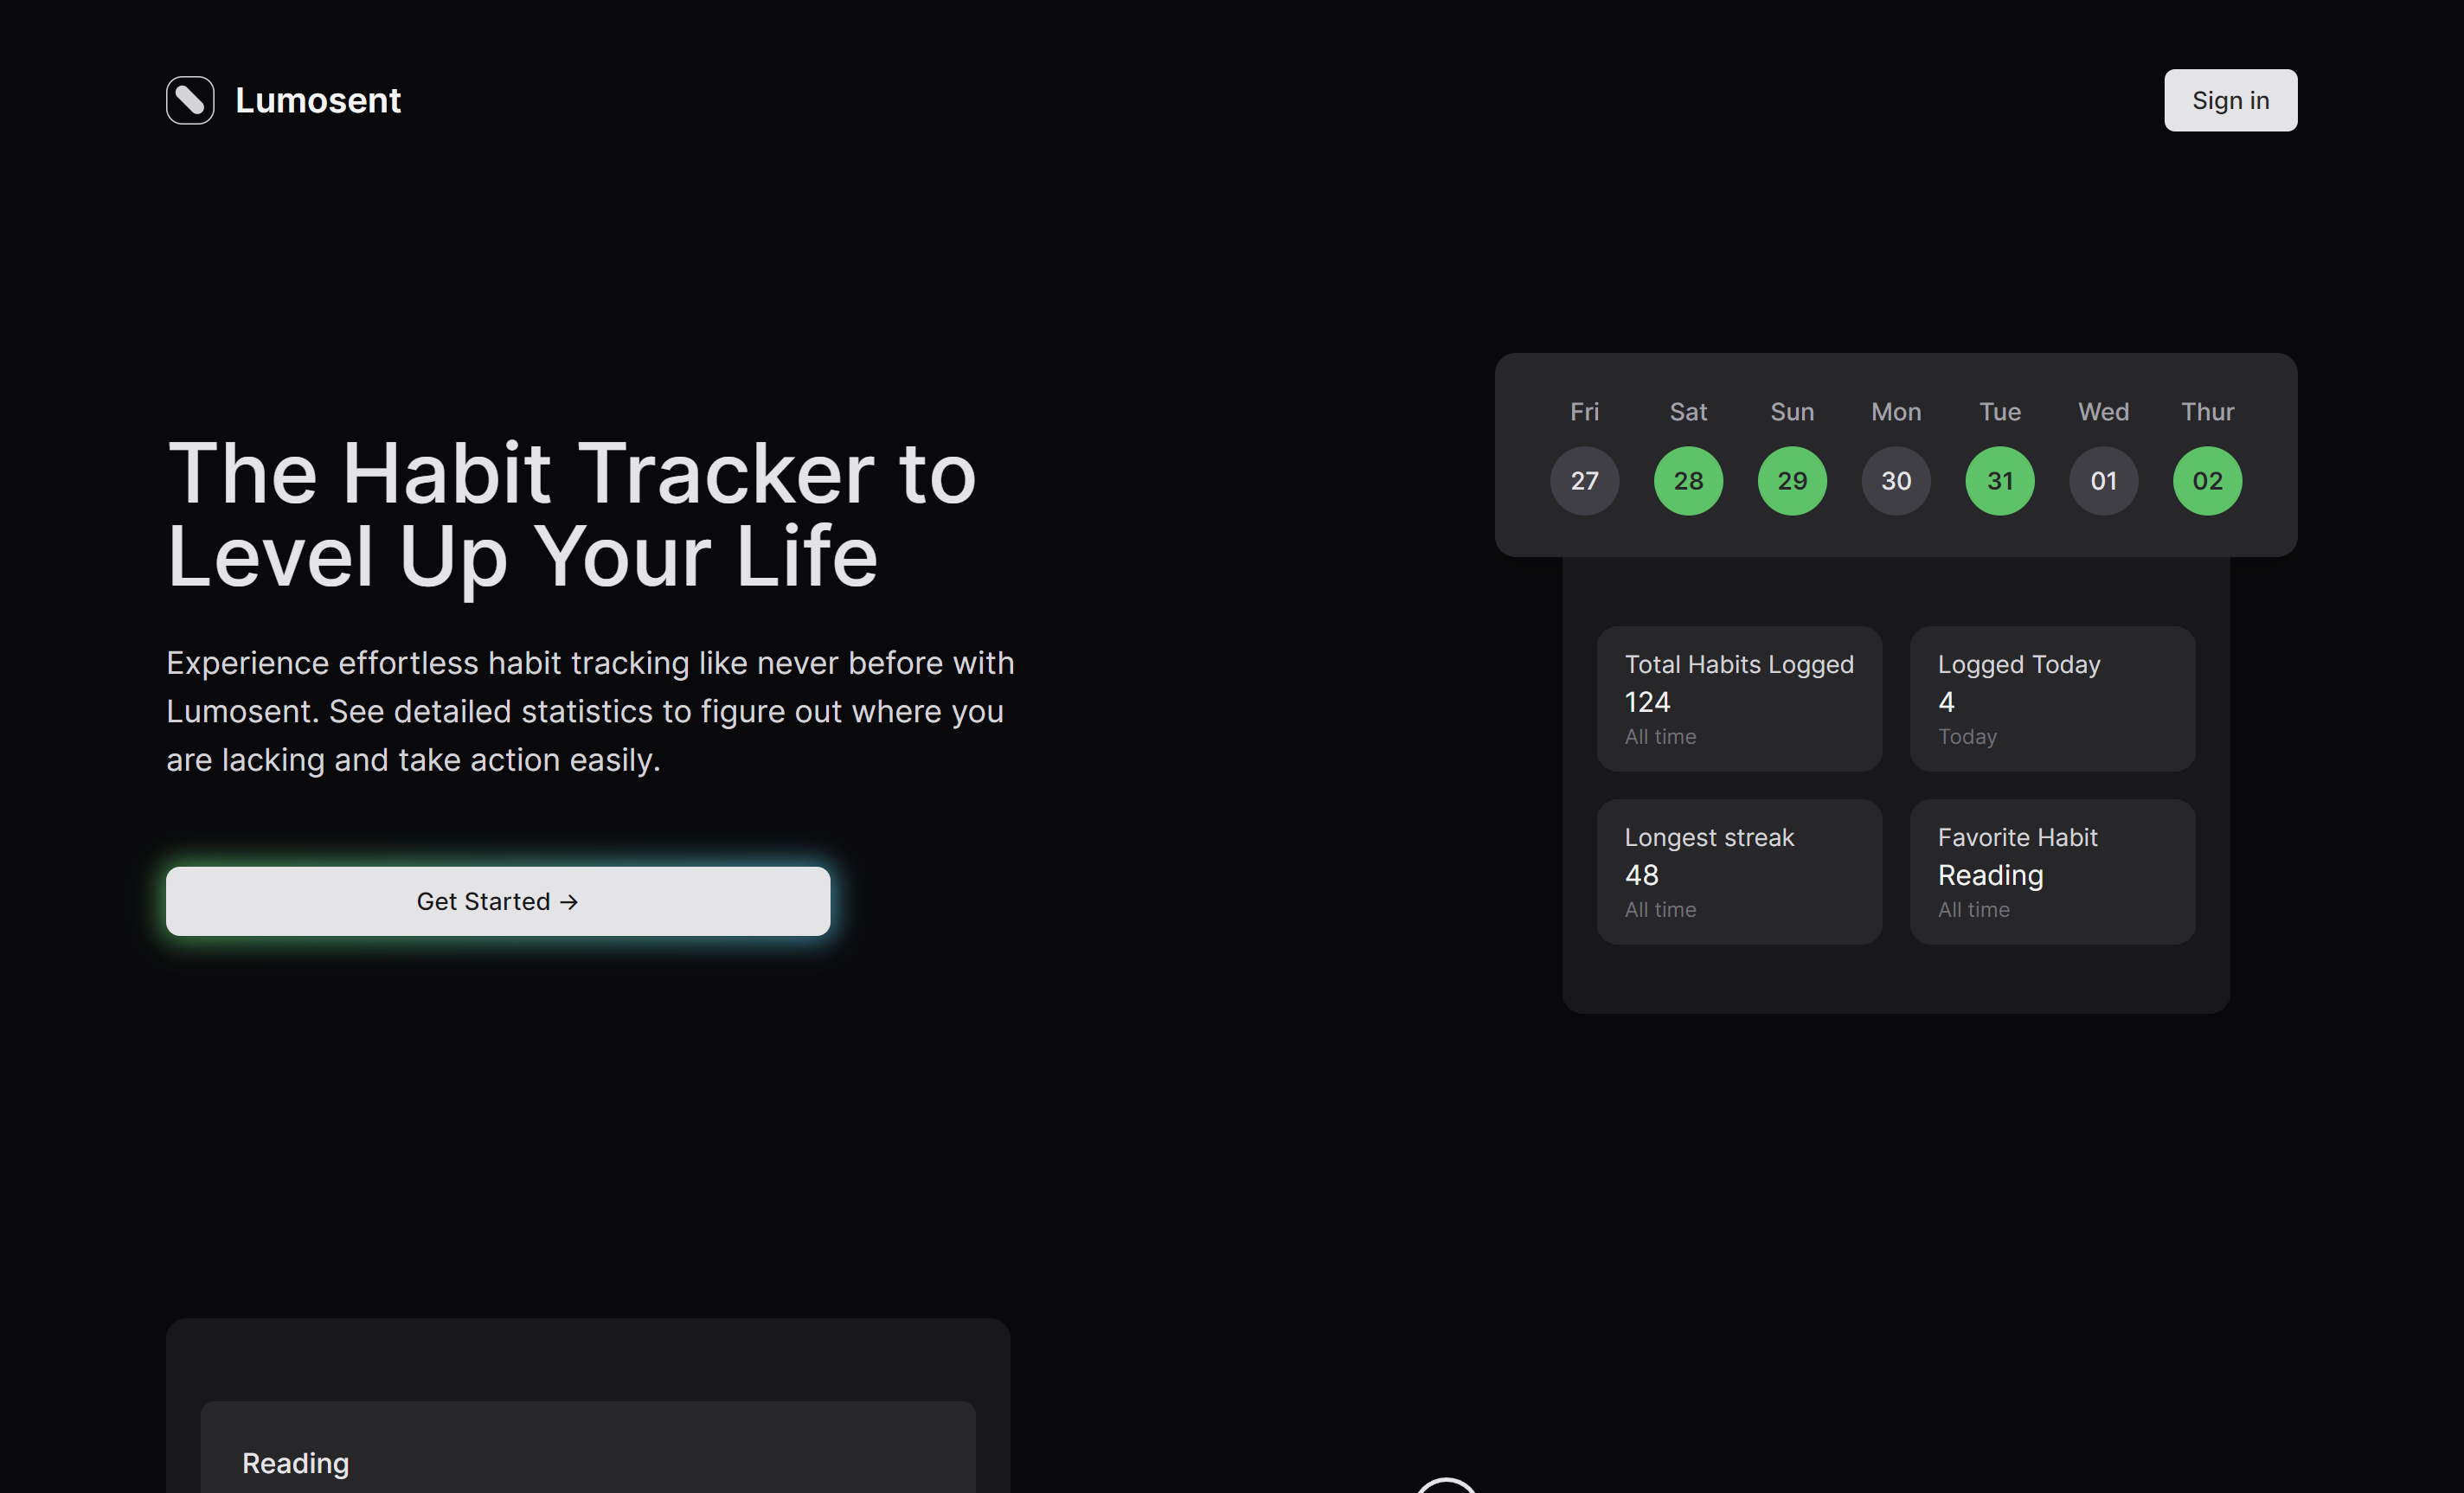 Lumosent
Sign in
The Habit Tracker to
Level Up Your Life
Experience effortless habit tracking like never before with
Lumosent. See detailed statistics to figure out where you
are lacking and take action easily.
Get Started →
Fri Sat Sun Mon Tue Wed Thur
27 28 29 30 31 01 02
Total Habits Logged
124
All time
Logged Today
4
Today
Longest streak
48
All time
Favorite Habit
Reading
All time
Reading